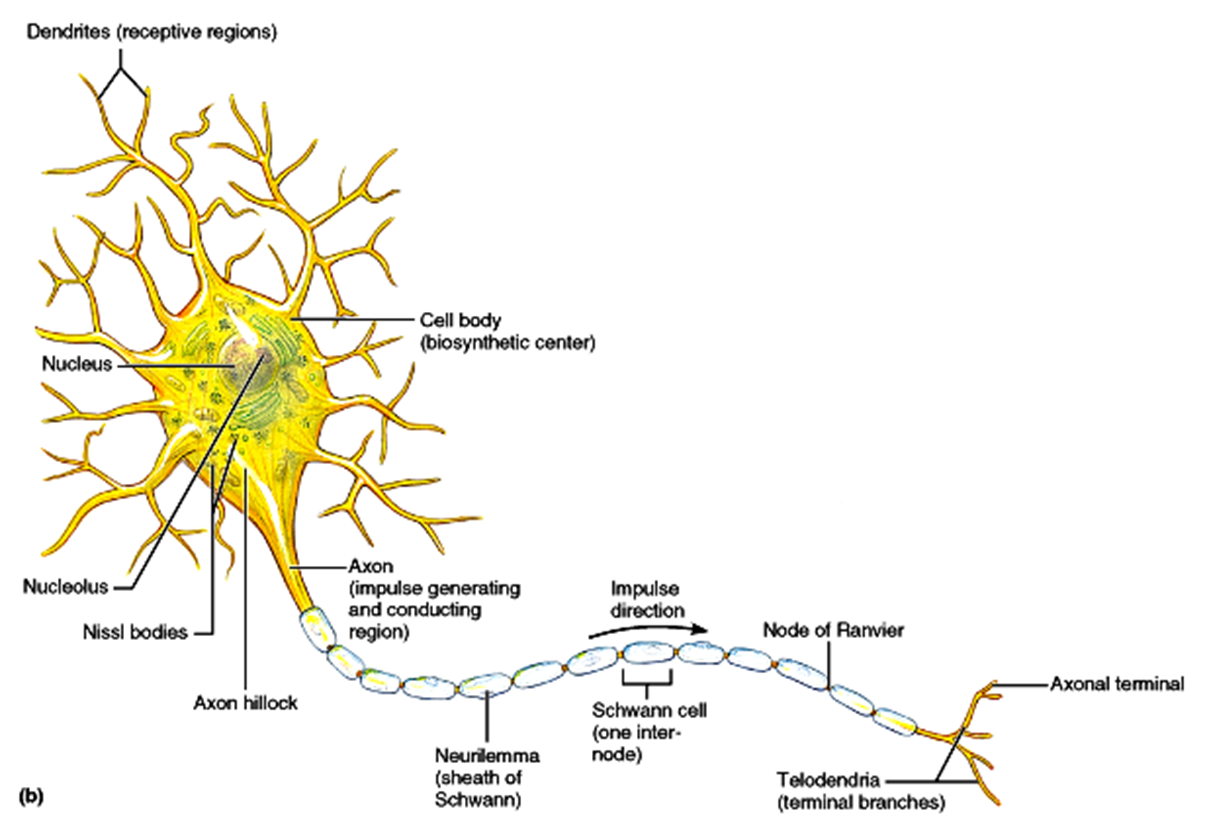 Dendrites (receptive regions)
Cell body
(biosynthetic center)
Nucleus
Axon
(impulse generating
and conducting
region)
Nucleolus
Impulse
direction
Nissl bodies
Node of Ranvier
Axon hillock
Axonal terminal
Schwann cell
(one inter-
node)
Neurilemma
(sheath of
Schwann)
Telodendria
(terminal branches)
(b)